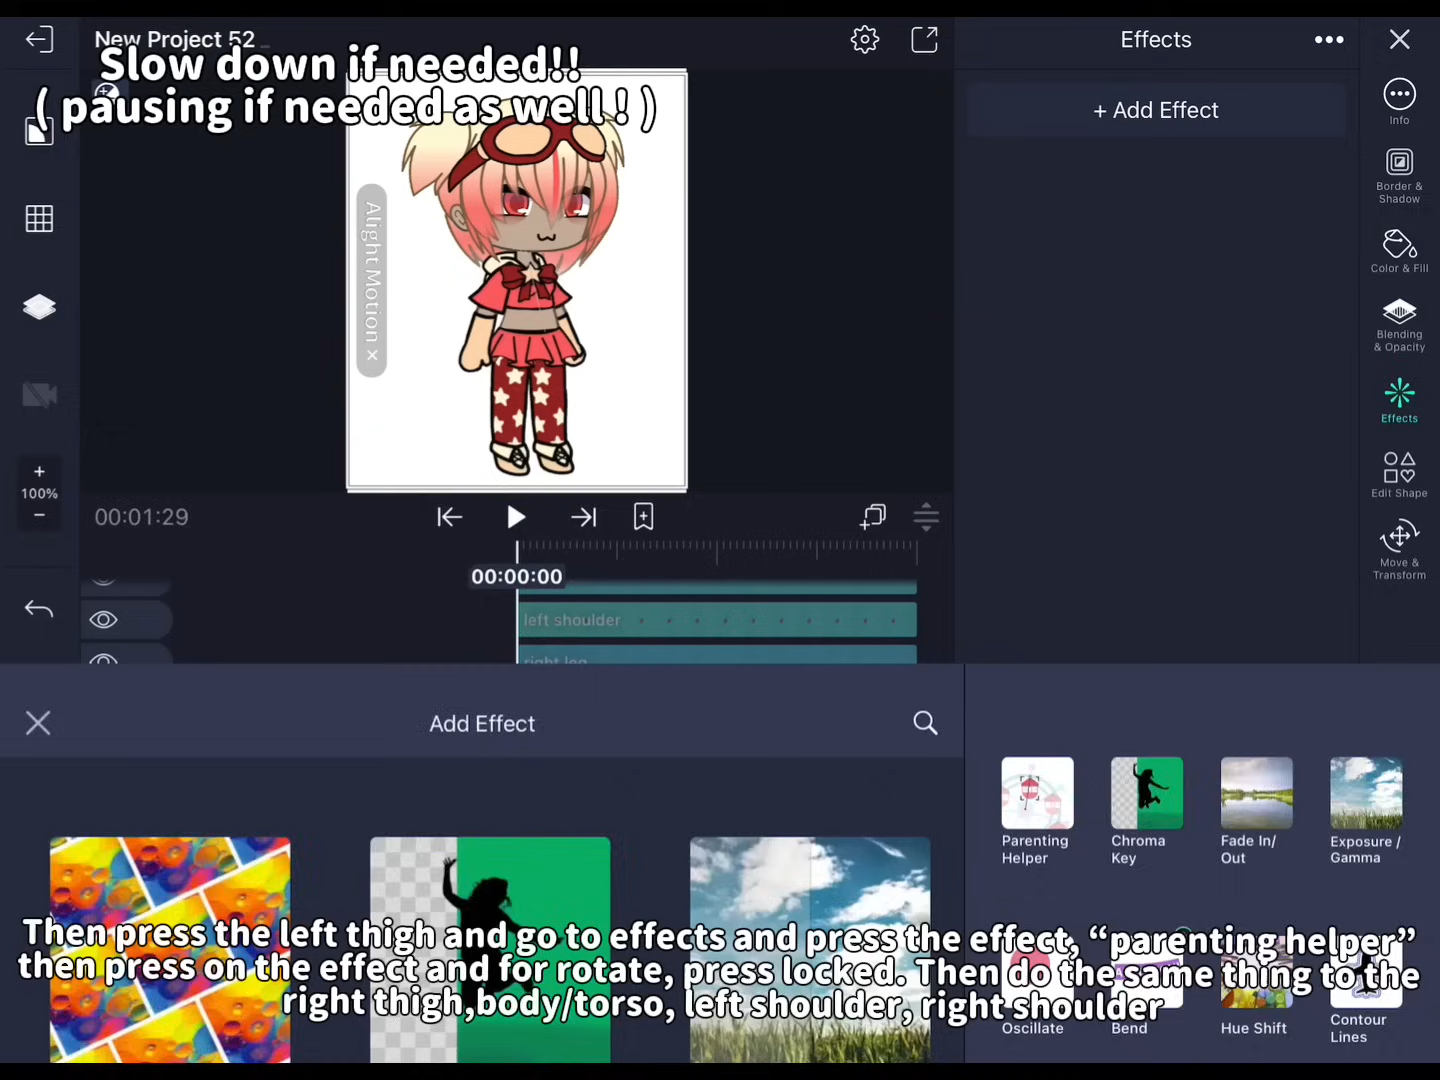 New Project 52
Slow down if needed!!
( pausing if needed as well ! )
Effects
+ Add Effect
Info
Border &
Shadow
Color & Fill
Blending
& Opacity
Effects
Edit Shape
Move &
Transform
Alight Motion ×
+
100%
−
00:01:29
00:00:00
left shoulder
right leg
Add Effect
Parenting
Helper
Chroma
Key
Fade In/
Out
Exposure /
Gamma
Then press the left thigh and go to effects and press the effect, “parenting helper”
then press on the effect and for rotate, press locked. Then do the same thing to the
right thigh,body/torso, left shoulder, right shoulder
Oscillate
Bend
Hue Shift
Contour
Lines